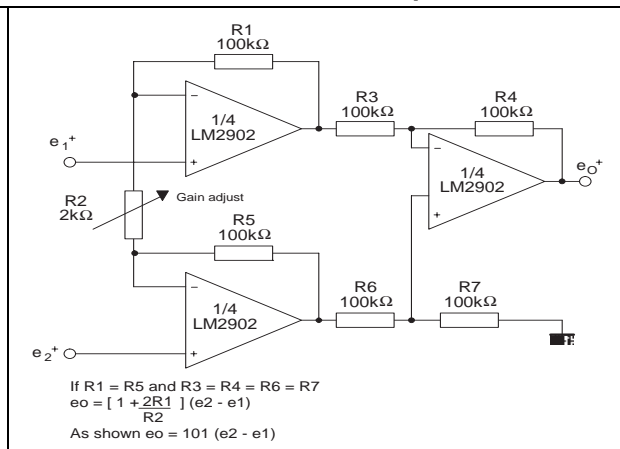 R1
100kΩ
1/4
LM2902
R3
100kΩ
R4
100kΩ
e1+
1/4
LM2902
eO+
R2
2kΩ
Gain adjust
R5
100kΩ
1/4
LM2902
R6
100kΩ
R7
100kΩ
e2+
If R1 = R5 and R3 = R4 = R6 = R7
eo = [ 1 + 2R1
R2 ] (e2 - e1)
As shown eo = 101 (e2 - e1)